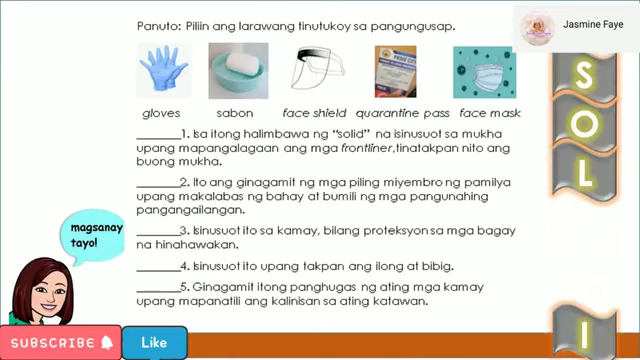 Panuto: Piliin ang larawang tinutukoy sa pangungusap.
Jasmine Faye
gloves sabon face shield quarantine pass face mask
_______1. Isa itong halimbawa ng "solid" na isinusuot sa mukha
upang mapangalagaan ang mga frontliner,tinatakpan nito ang
buong mukha.
_______2. Ito ang ginagamit ng mga piling miyembro ng pamilya
upang makalabas ng bahay at bumili ng mga pangunahing
pangangailangan.
_______3. Isinusuot ito sa kamay, bilang proteksyon sa mga bagay
na hinahawakan.
_______4. Isinusuot ito upang takpan ang ilong at bibig.
_______5. Ginagamit itong panghugas ng ating mga kamay
upang mapanatili ang kalinisan sa ating katawan.
magsanay
tayo!
SUBSCRIBE
Like
S
O
L
I